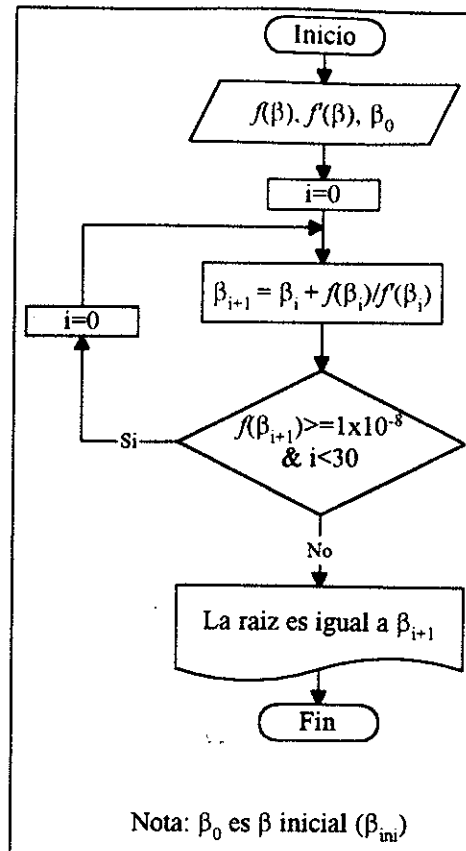 Inicio
f(β), f'(β), β₀
i=0
βᵢ₊₁ = βᵢ + f(βᵢ)/f'(βᵢ)
i=0
f(βᵢ₊₁)>=1x10⁻⁸
& i<30
Si
No
La raiz es igual a βᵢ₊₁
Fin
Nota: β₀ es β inicial (βᵢₙᵢ)